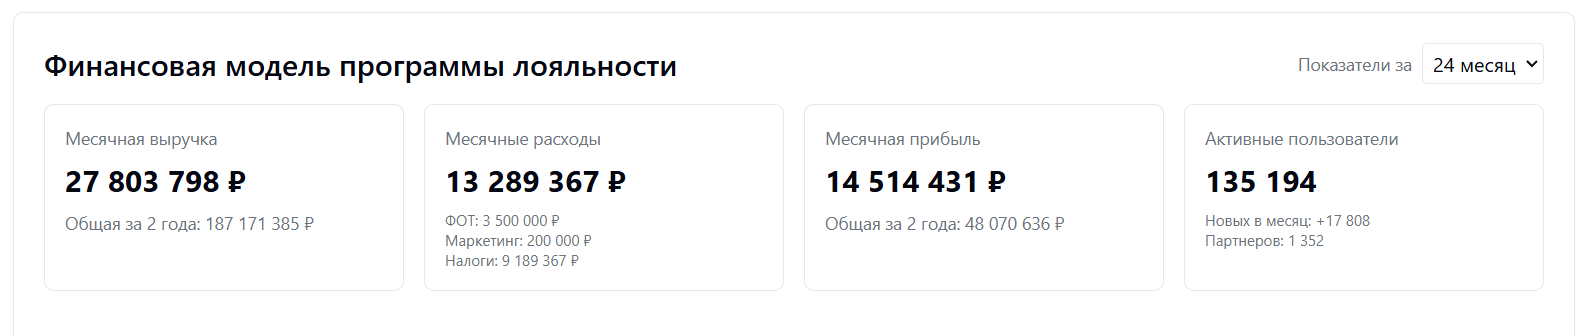 Финансовая модель программы лояльности
Показатели за
24 месяц
Месячная выручка
27 803 798 ₽
Общая за 2 года: 187 171 385 ₽
Месячные расходы
13 289 367 ₽
ФОТ: 3 500 000 ₽
Маркетинг: 200 000 ₽
Налоги: 9 189 367 ₽
Месячная прибыль
14 514 431 ₽
Общая за 2 года: 48 070 636 ₽
Активные пользователи
135 194
Новых в месяц: +17 808
Партнеров: 1 352